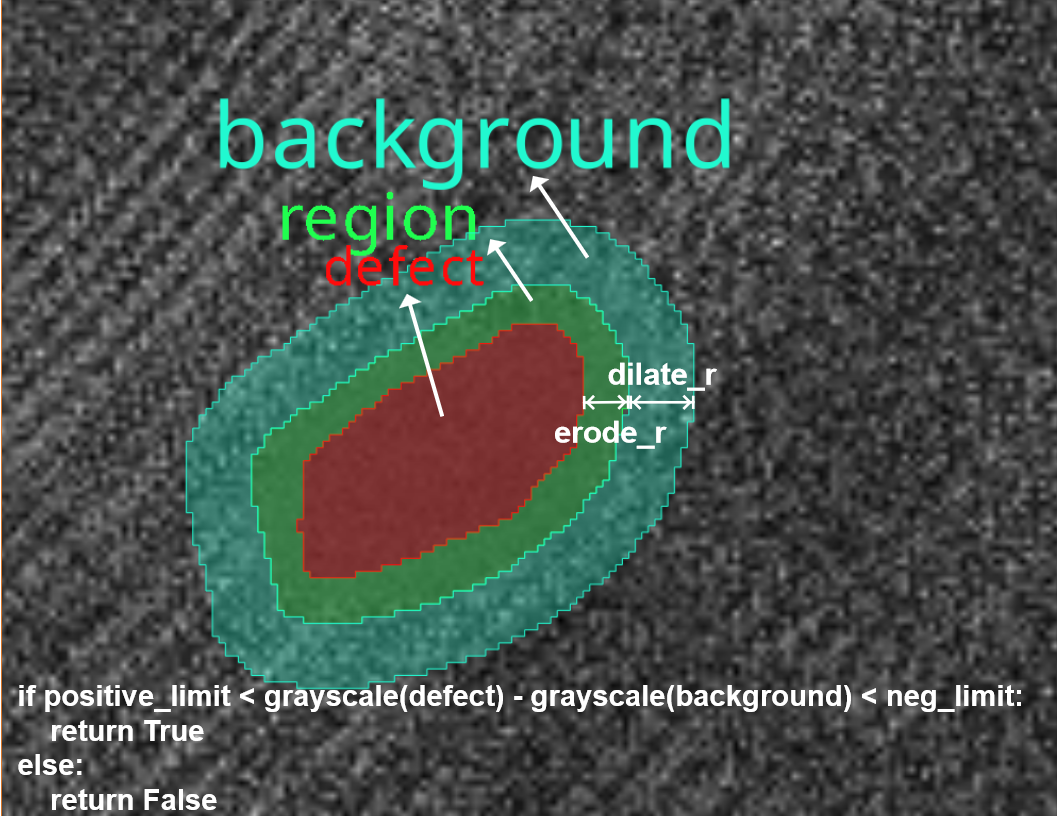 background
region
defect
dilate_r
erode_r
if positive_limit < grayscale(defect) - grayscale(background) < neg_limit:
    return True
else:
    return False